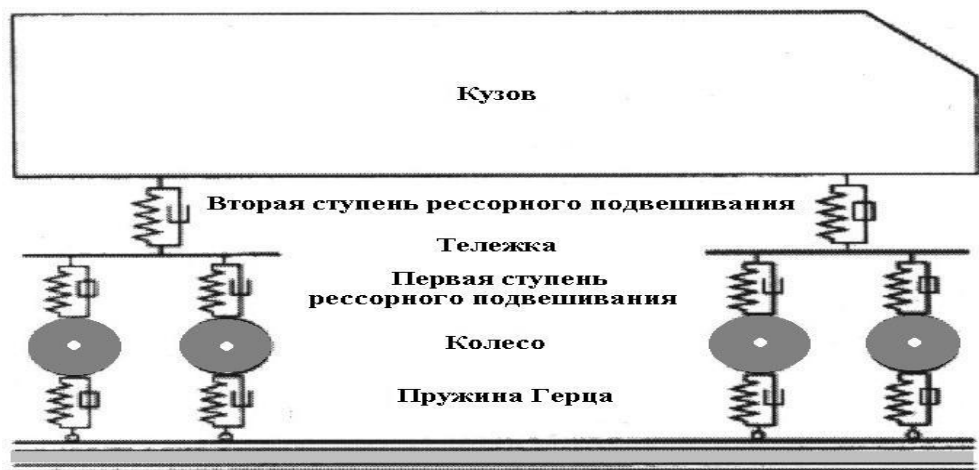 Кузов
Вторая ступень рессорного подвешивания
Тележка
Первая ступень
рессорного подвешивания
Колесо
Пружина Герца